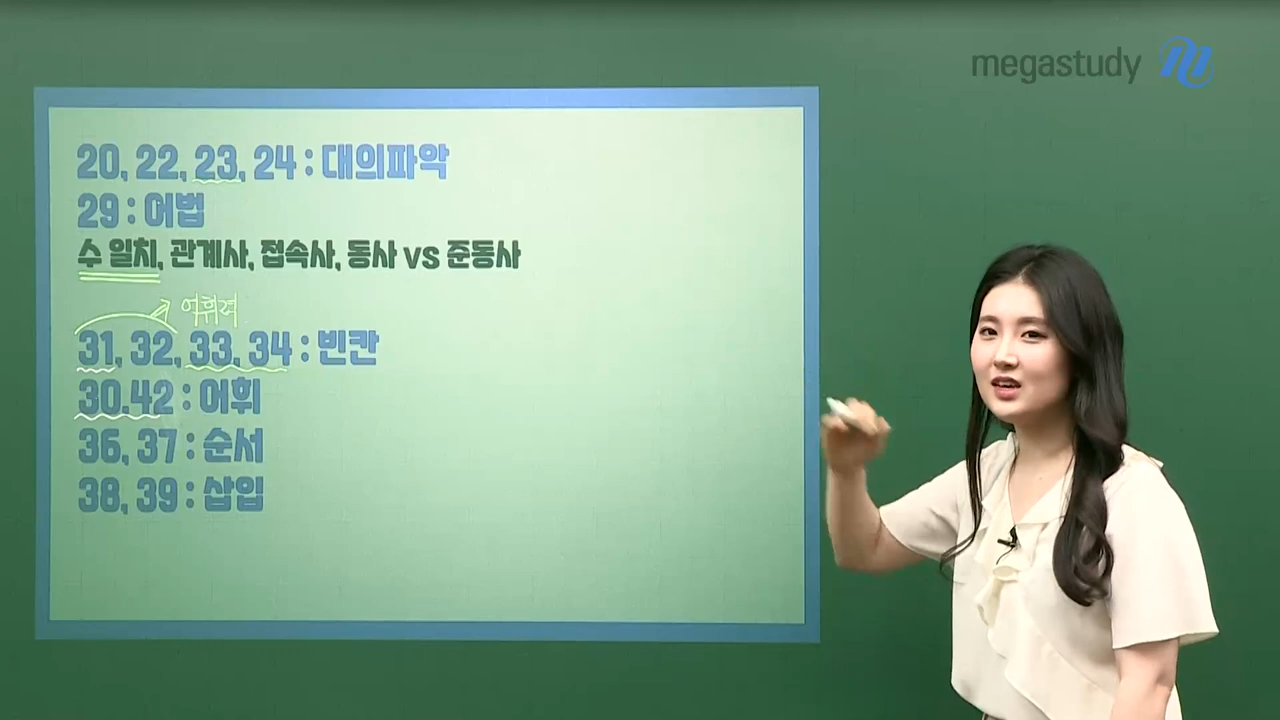 megastudy
20, 22, 23, 24 : 대의파악
29 : 어법
수 일치, 관계사, 접속사, 동사 vs 준동사
어휘력
31, 32, 33, 34 : 빈칸
30.42 : 어휘
36, 37 : 순서
38, 39 : 삽입